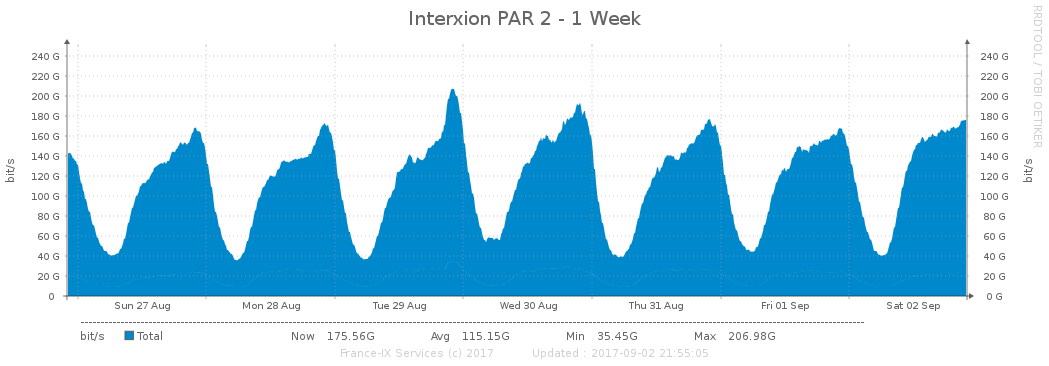 Interxion PAR 2 - 1 Week
RRDTOOL / TOBI OETIKER
240 G 240 G
220 G 220 G
200 G 200 G
180 G 180 G
160 G 160 G
140 G 140 G
120 G 120 G
100 G 100 G
80 G 80 G
60 G 60 G
40 G 40 G
20 G 20 G
0 0 G
bit/s bit/s
Sun 27 Aug Mon 28 Aug Tue 29 Aug Wed 30 Aug Thu 31 Aug Fri 01 Sep Sat 02 Sep
bit/s Total Now 175.56G Avg 115.15G Min 35.45G Max 206.98G
France-IX Services (c) 2017 Updated : 2017-09-02 21:55:05